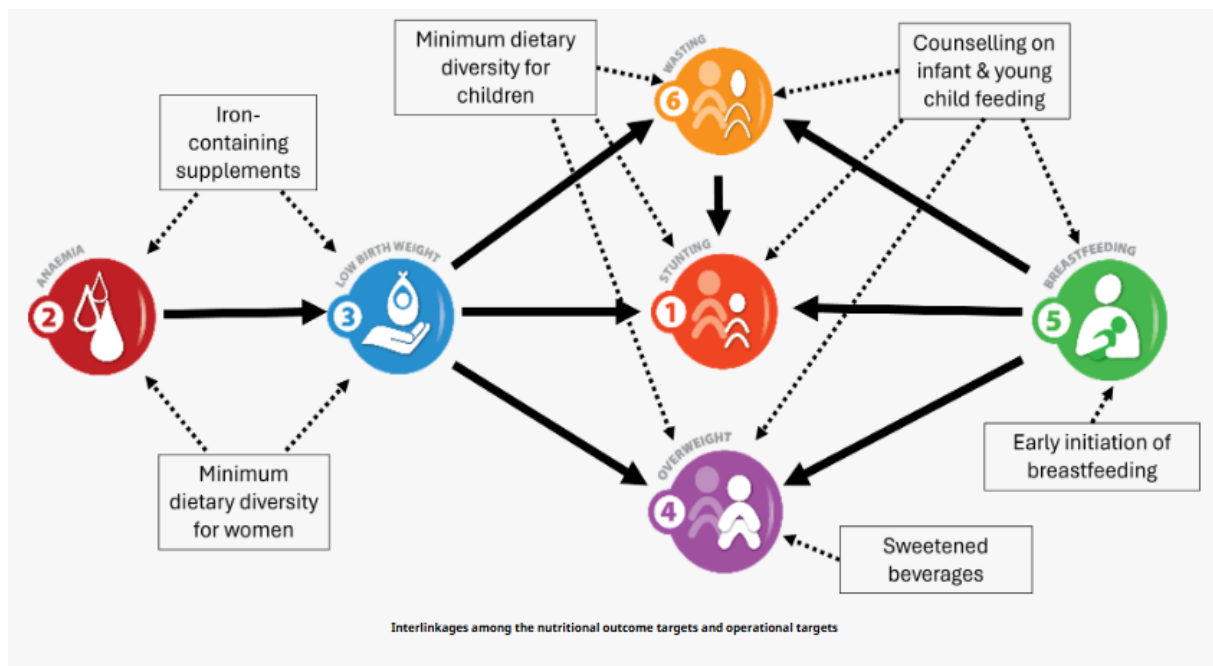 Minimum dietary
diversity for
children
WASTING
6
Counselling on
infant & young
child feeding
Iron-
containing
supplements
ANAEMIA
2
LOW BIRTH WEIGHT
3
STUNTING
1
BREASTFEEDING
5
Minimum
dietary diversity
for women
OVERWEIGHT
4
Early initiation of
breastfeeding
Sweetened
beverages
Interlinkages among the nutritional outcome targets and operational targets